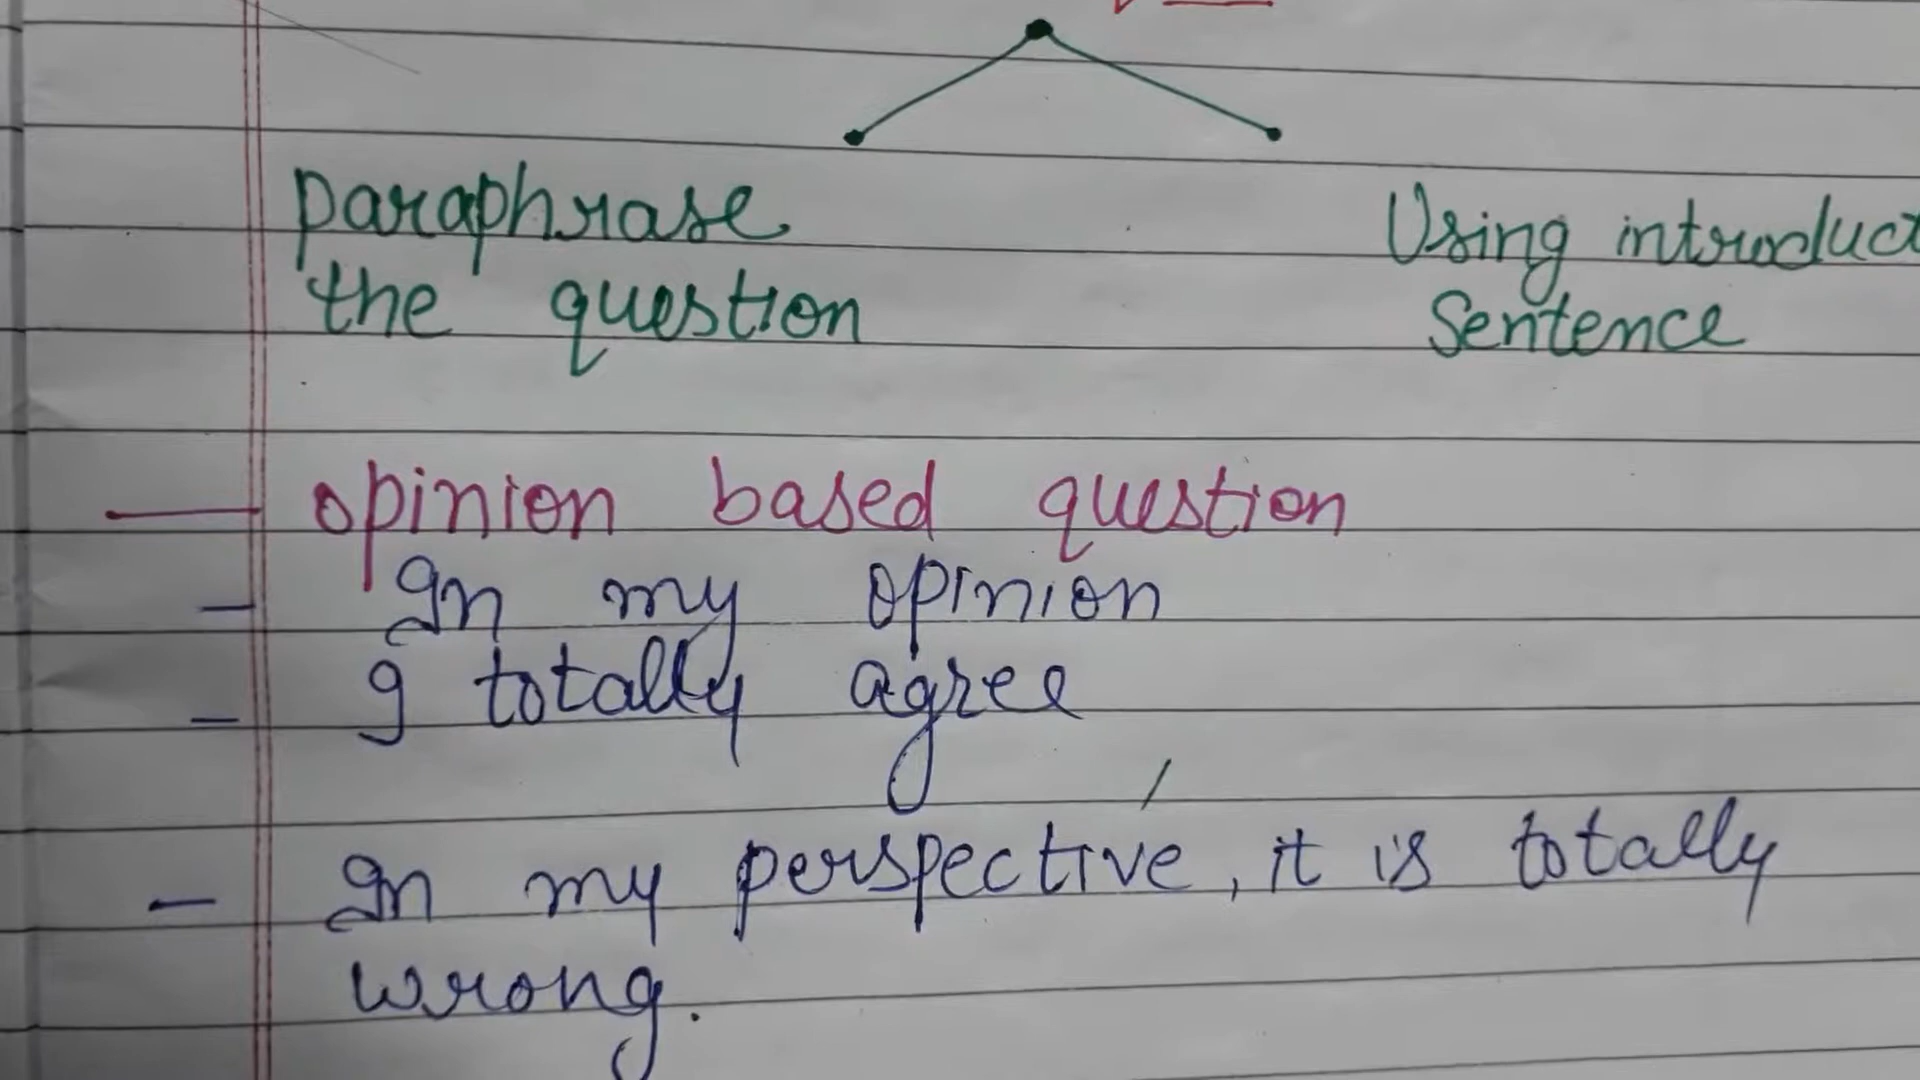 paraphrase
the question
Using introduct
Sentence
opinion based question
- In my opinion
- I totally agree
- In my perspective, it is totally
wrong.